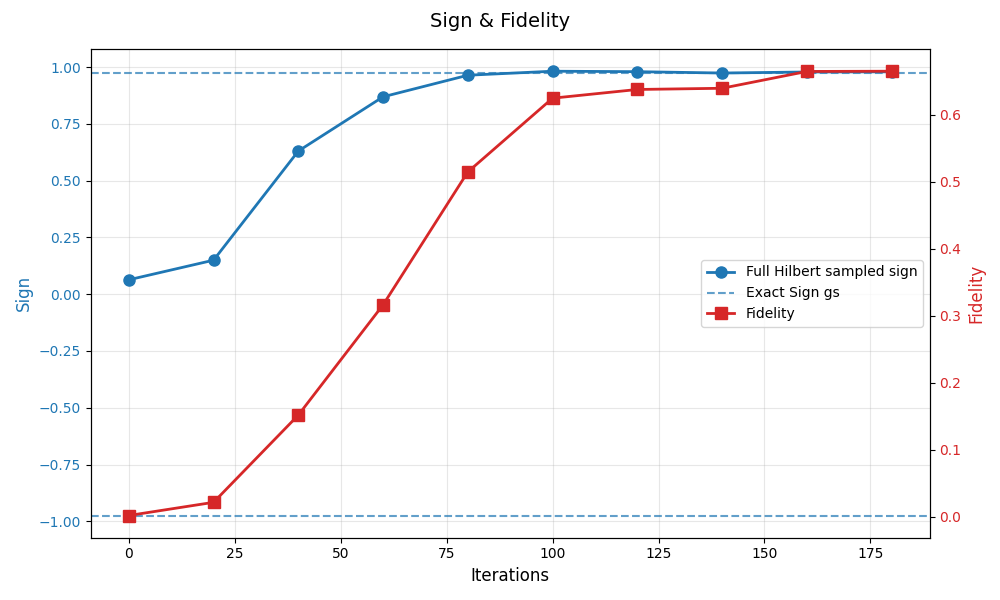 Sign & Fidelity
1.00
0.75
0.50
0.25
0.00
−0.25
−0.50
−0.75
−1.00
Sign
0.6
0.5
0.4
0.3
0.2
0.1
0.0
Fidelity
Full Hilbert sampled sign
Exact Sign gs
Fidelity
0 25 50 75 100 125 150 175
Iterations